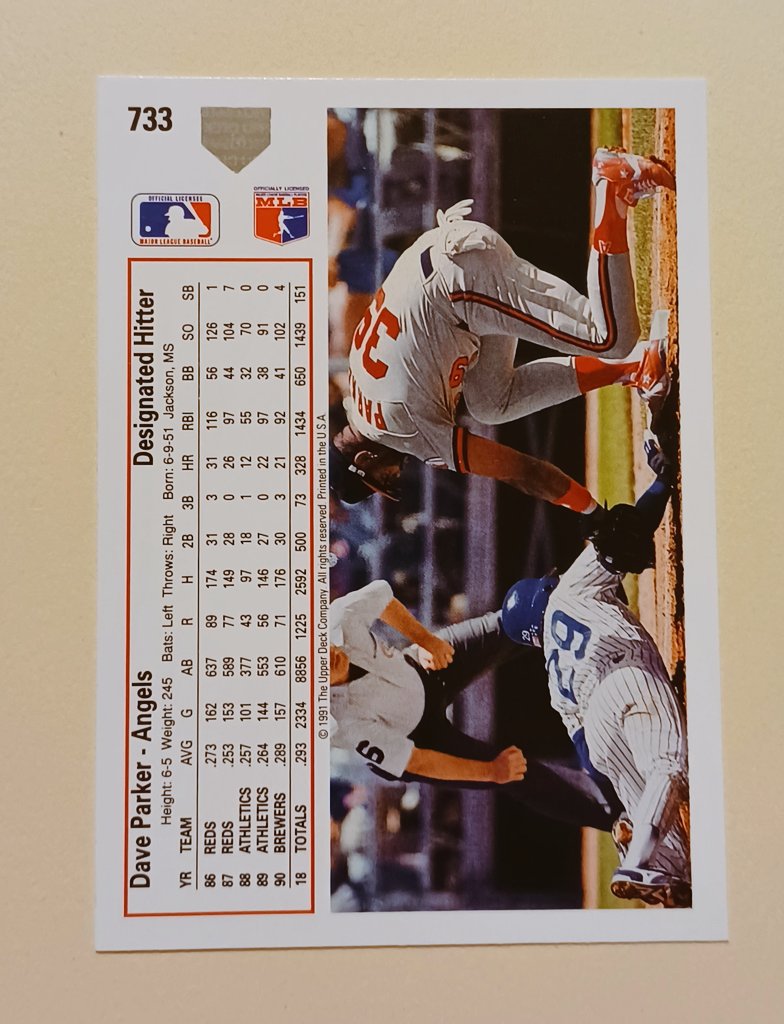 733
OFFICIAL LICENSEE
MAJOR LEAGUE BASEBALL
OFFICIALLY LICENSED
MLB
Dave Parker - Angels Designated Hitter
Height: 6-5 Weight: 245 Bats: Left Throws: Right Born: 6-9-51 Jackson, MS
YR TEAM AVG G AB R H 2B 3B HR RBI BB SO SB
86 REDS .273 162 637 89 174 31 3 31 116 56 126 1
87 REDS .253 153 589 77 149 28 0 26 97 44 104 7
88 ATHLETICS .257 101 377 43 97 18 1 12 55 32 70 0
89 ATHLETICS .264 144 553 56 146 27 0 22 97 38 91 0
90 BREWERS .289 157 610 71 176 30 3 21 92 41 102 4
18 TOTALS .293 2334 8856 1225 2592 500 73 328 1434 650 1439 151
© 1991 The Upper Deck Company. All rights reserved. Printed in the U.S.A.
39
29
29